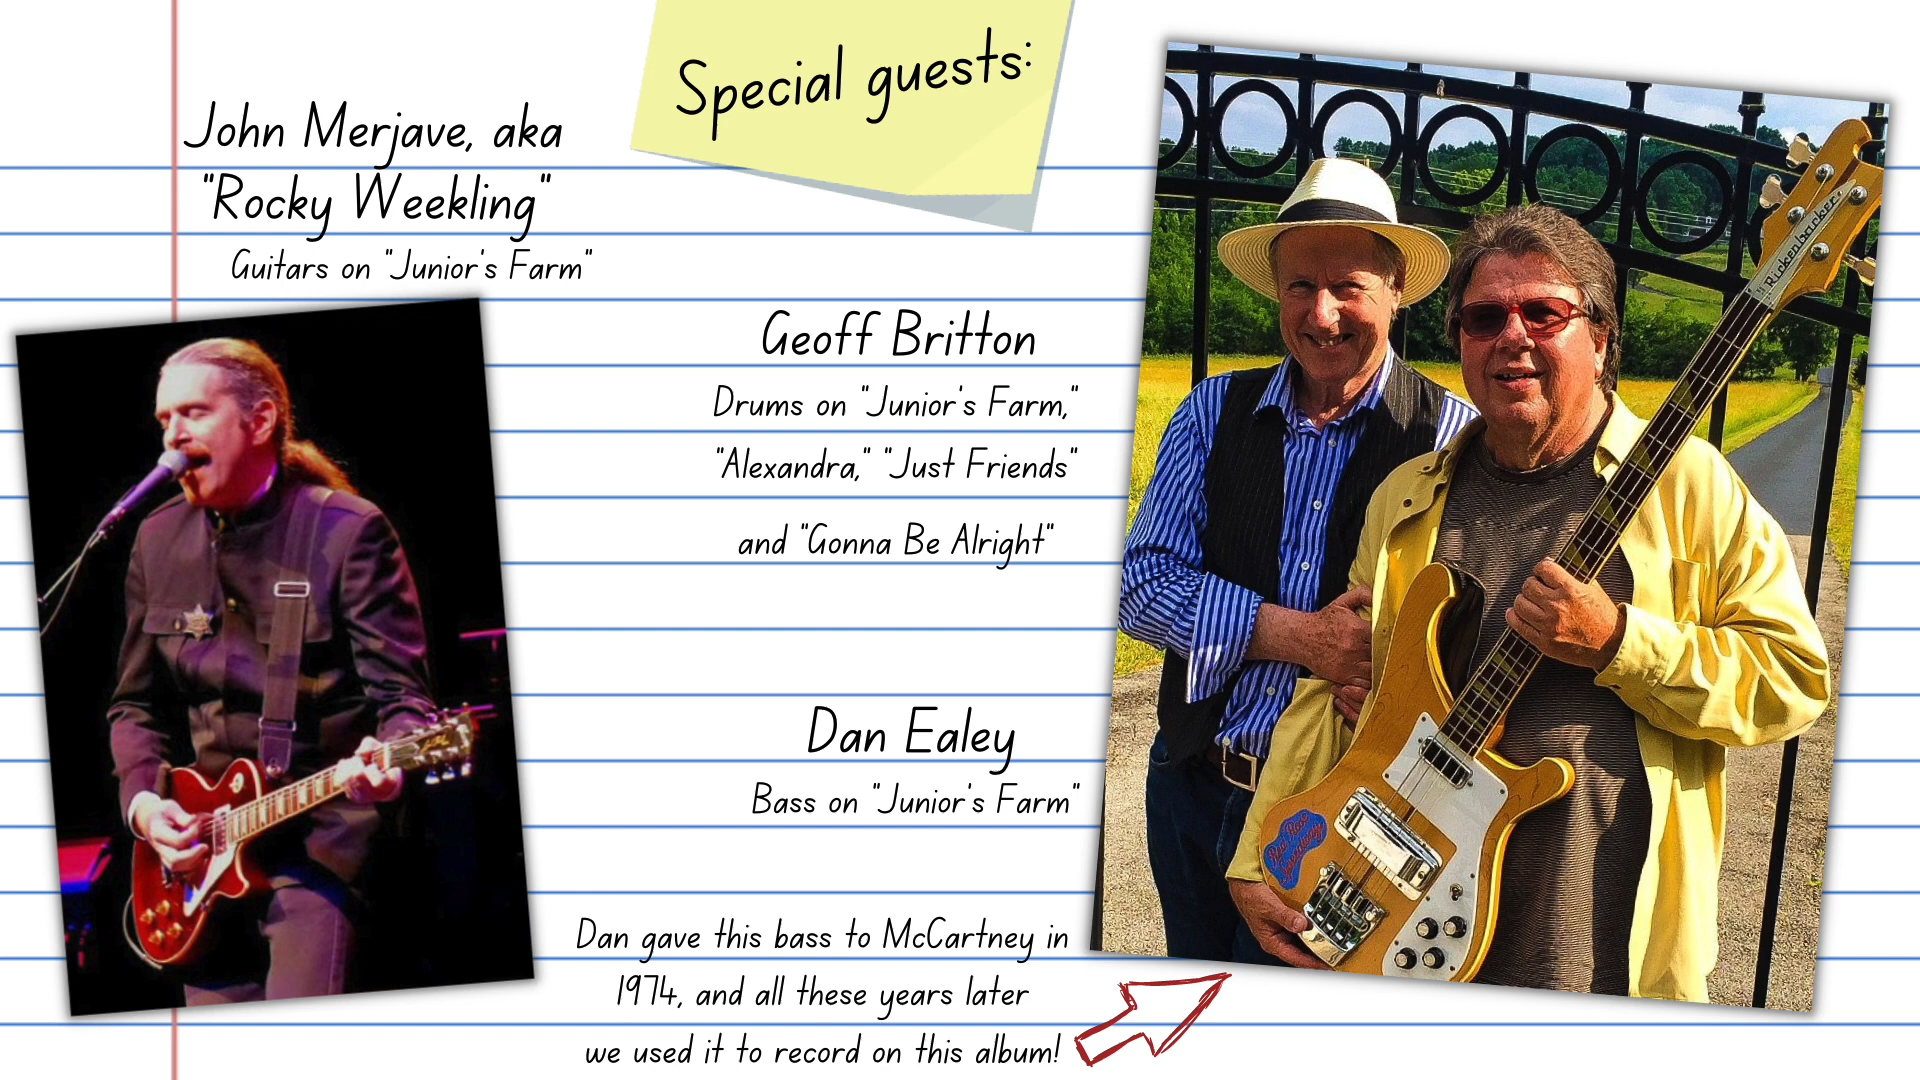 Special guests:
John Merjave, aka
"Rocky Weekling"
Guitars on "Junior's Farm"
Geoff Britton
Drums on "Junior's Farm,"
"Alexandra," "Just Friends"
and "Gonna Be Alright"
Dan Ealey
Bass on "Junior's Farm"
Dan gave this bass to McCartney in
1974, and all these years later
we used it to record on this album!
Rickenbacker